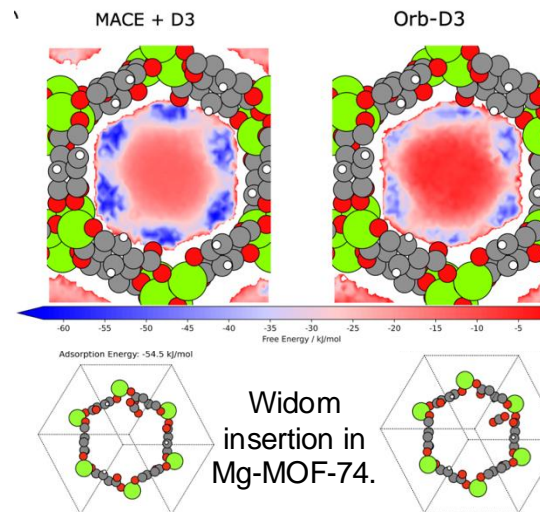 MACE + D3
Orb-D3
-60 -55 -50 -45 -40 -35 -30 -25 -20 -15 -10 -5
Free Energy / kJ/mol
Adsorption Energy: -54.5 kJ/mol
Widom
insertion in
Mg-MOF-74.